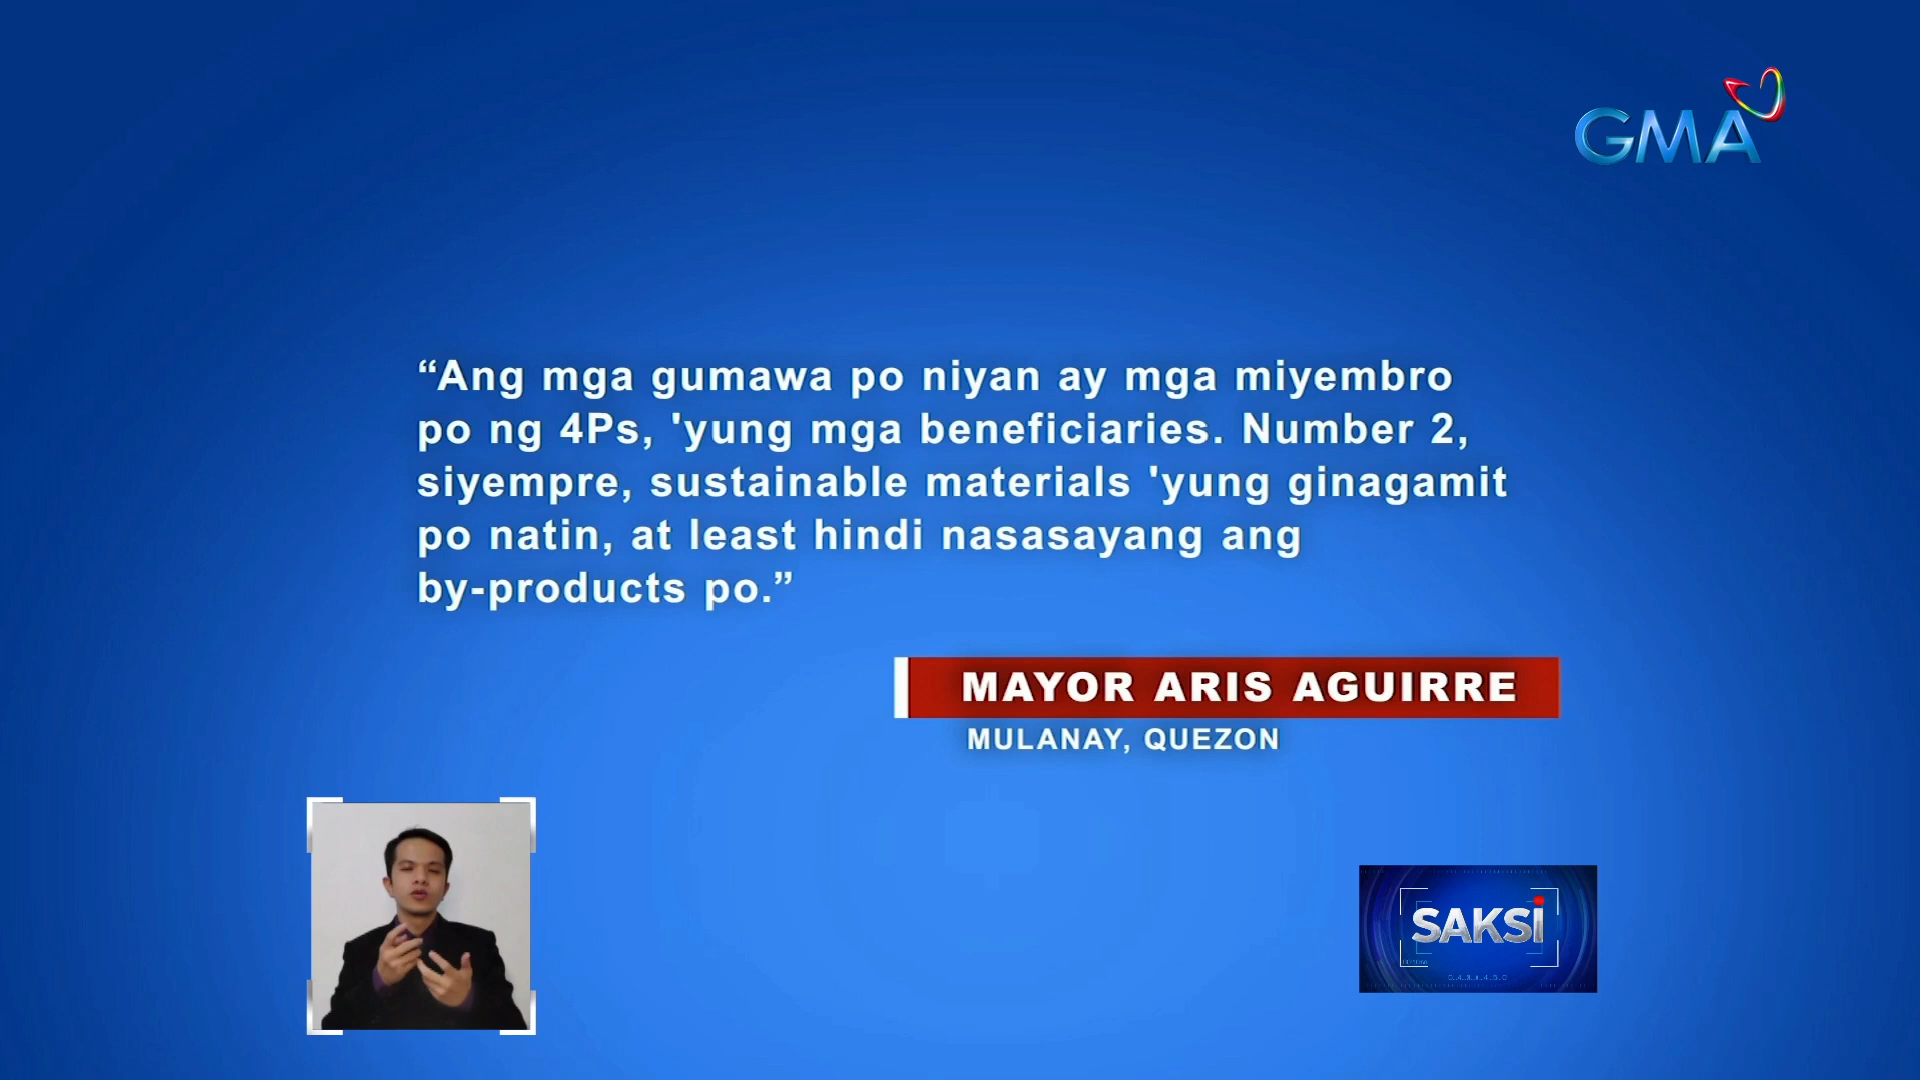 GMA
“Ang mga gumawa po niyan ay mga miyembro
po ng 4Ps, 'yung mga beneficiaries. Number 2,
siyempre, sustainable materials 'yung ginagamit
po natin, at least hindi nasasayang ang
by-products po.”
MAYOR ARIS AGUIRRE
MULANAY, QUEZON
SAKSI